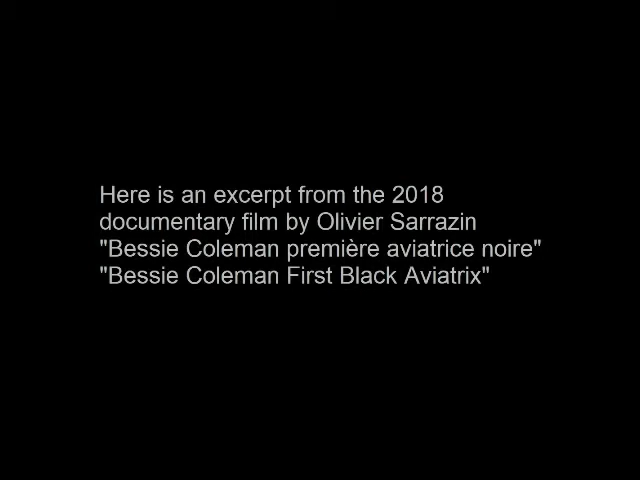 Here is an excerpt from the 2018
documentary film by Olivier Sarrazin
"Bessie Coleman première aviatrice noire"
"Bessie Coleman First Black Aviatrix"